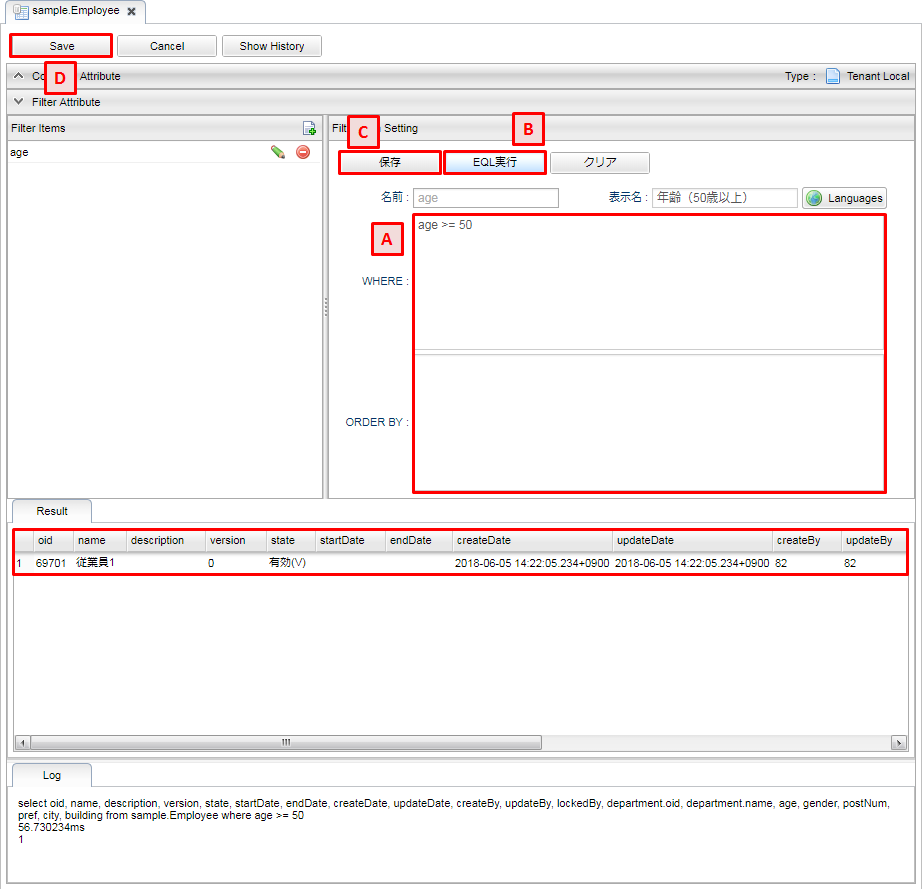 sample.Employee
Save Cancel Show History
Co D Attribute Type : Tenant Local
Filter Attribute
Filter Items
age
Filt C Setting B
保存 EQL実行 クリア
名前 : age 表示名 : 年齢（50歳以上） Languages
A
WHERE : age >= 50
ORDER BY :
Result
oid name description version state startDate endDate createDate updateDate createBy updateBy
1 69701 従業員1 0 有効(V) 2018-06-05 14:22:05.234+0900 2018-06-05 14:22:05.234+0900 82 82
Log
select oid, name, description, version, state, startDate, endDate, createDate, updateDate, createBy, updateBy, lockedBy, department.oid, department.name, age, gender, postNum,
pref, city, building from sample.Employee where age >= 50
56.730234ms
1